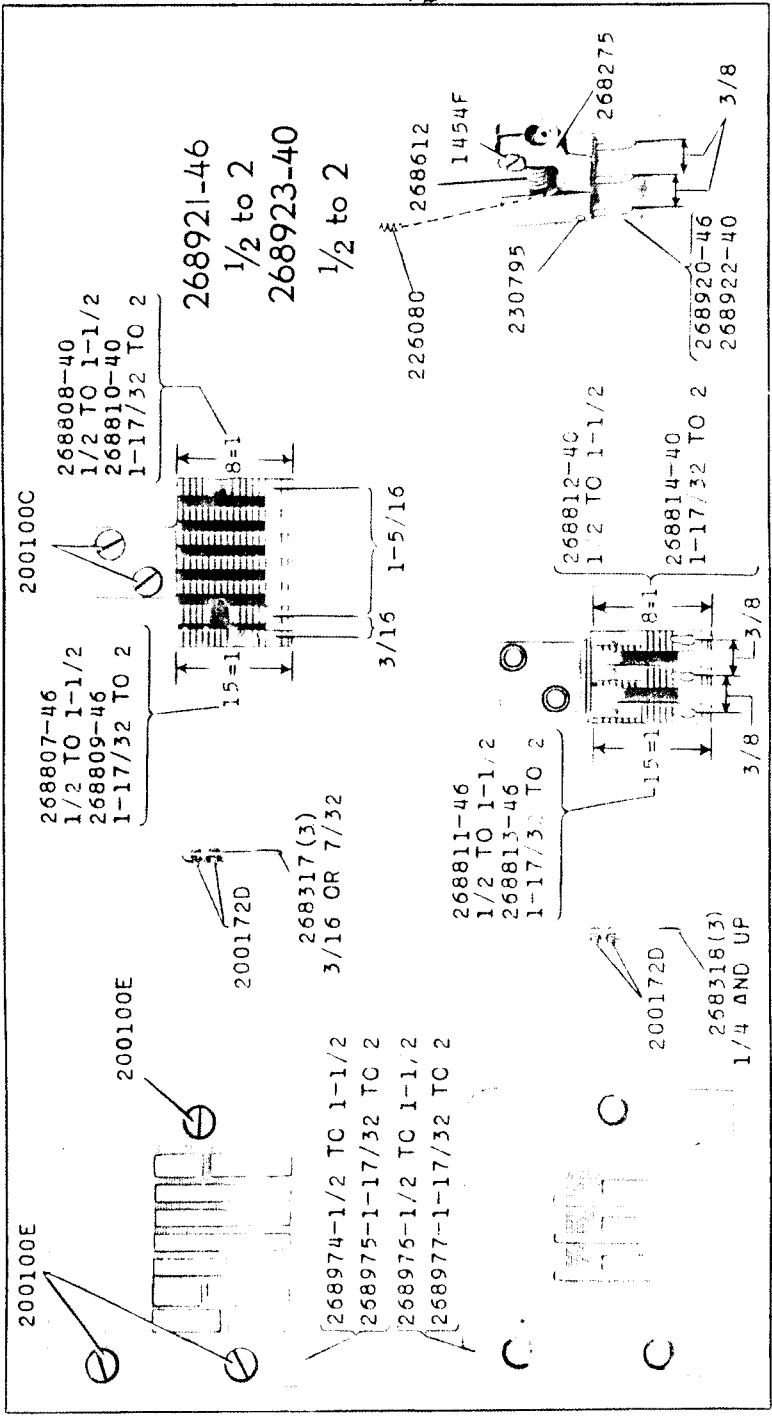 200100E
200100E
268974-1/2 TO 1-1/2
268975-1-17/32 TO 2
268976-1/2 TO 1-1/2
268977-1-17/32 TO 2
200172D
268317(3)
3/16 OR 7/32
200172D
268318(3)
1/4 AND UP
268807-46
1/2 TO 1-1/2
268809-46
1-17/32 TO 2
15=1
200100C
268808-40
1/2 TO 1-1/2
268810-40
1-17/32 TO 2
8=1
3/16
1-5/16
268811-46
1/2 TO 1-1/2
268813-46
1-17/32 TO 2
15=1
268812-40
1/2 TO 1-1/2
268814-40
1-17/32 TO 2
8=1
3/8
3/8
268921-46
1/2 to 2
268923-40
1/2 to 2
226080
268612
1454F
268275
230795
268920-46
268922-40
3/8